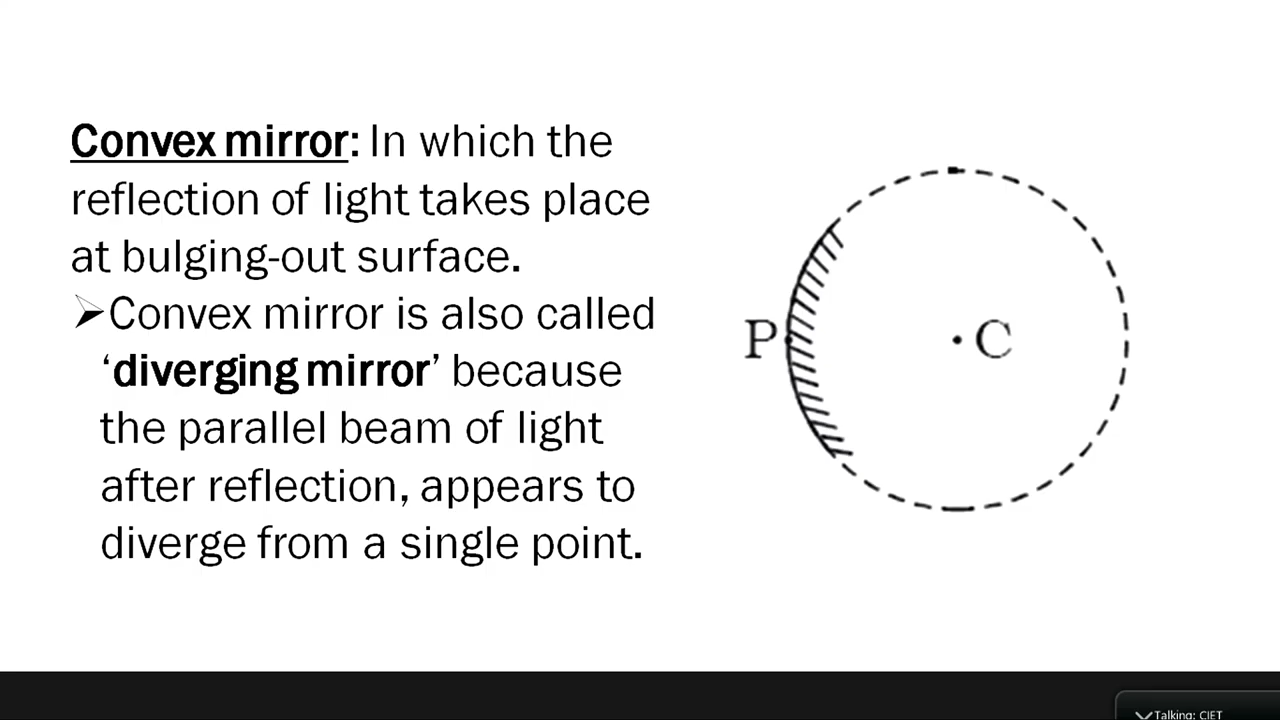 Convex mirror: In which the
reflection of light takes place
at bulging-out surface.
➢Convex mirror is also called
‘diverging mirror’ because
the parallel beam of light
after reflection, appears to
diverge from a single point.
P
C
Talking: CIET